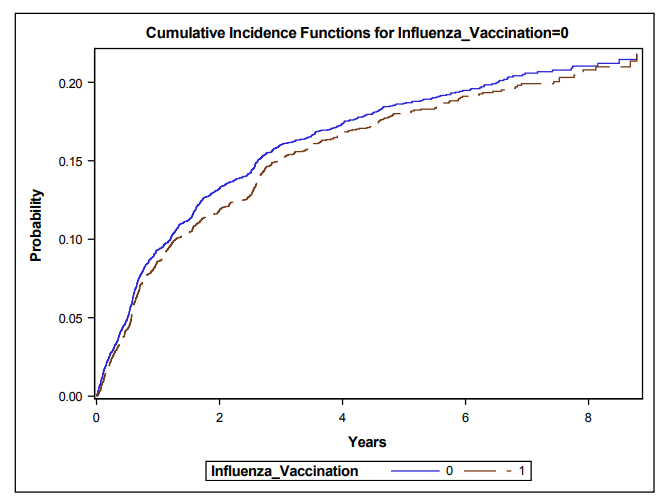 Cumulative Incidence Functions for Influenza_Vaccination=0
0.20
0.15
0.10
0.05
0.00
Probability
0 2 4 6 8
Years
Influenza_Vaccination 0 1